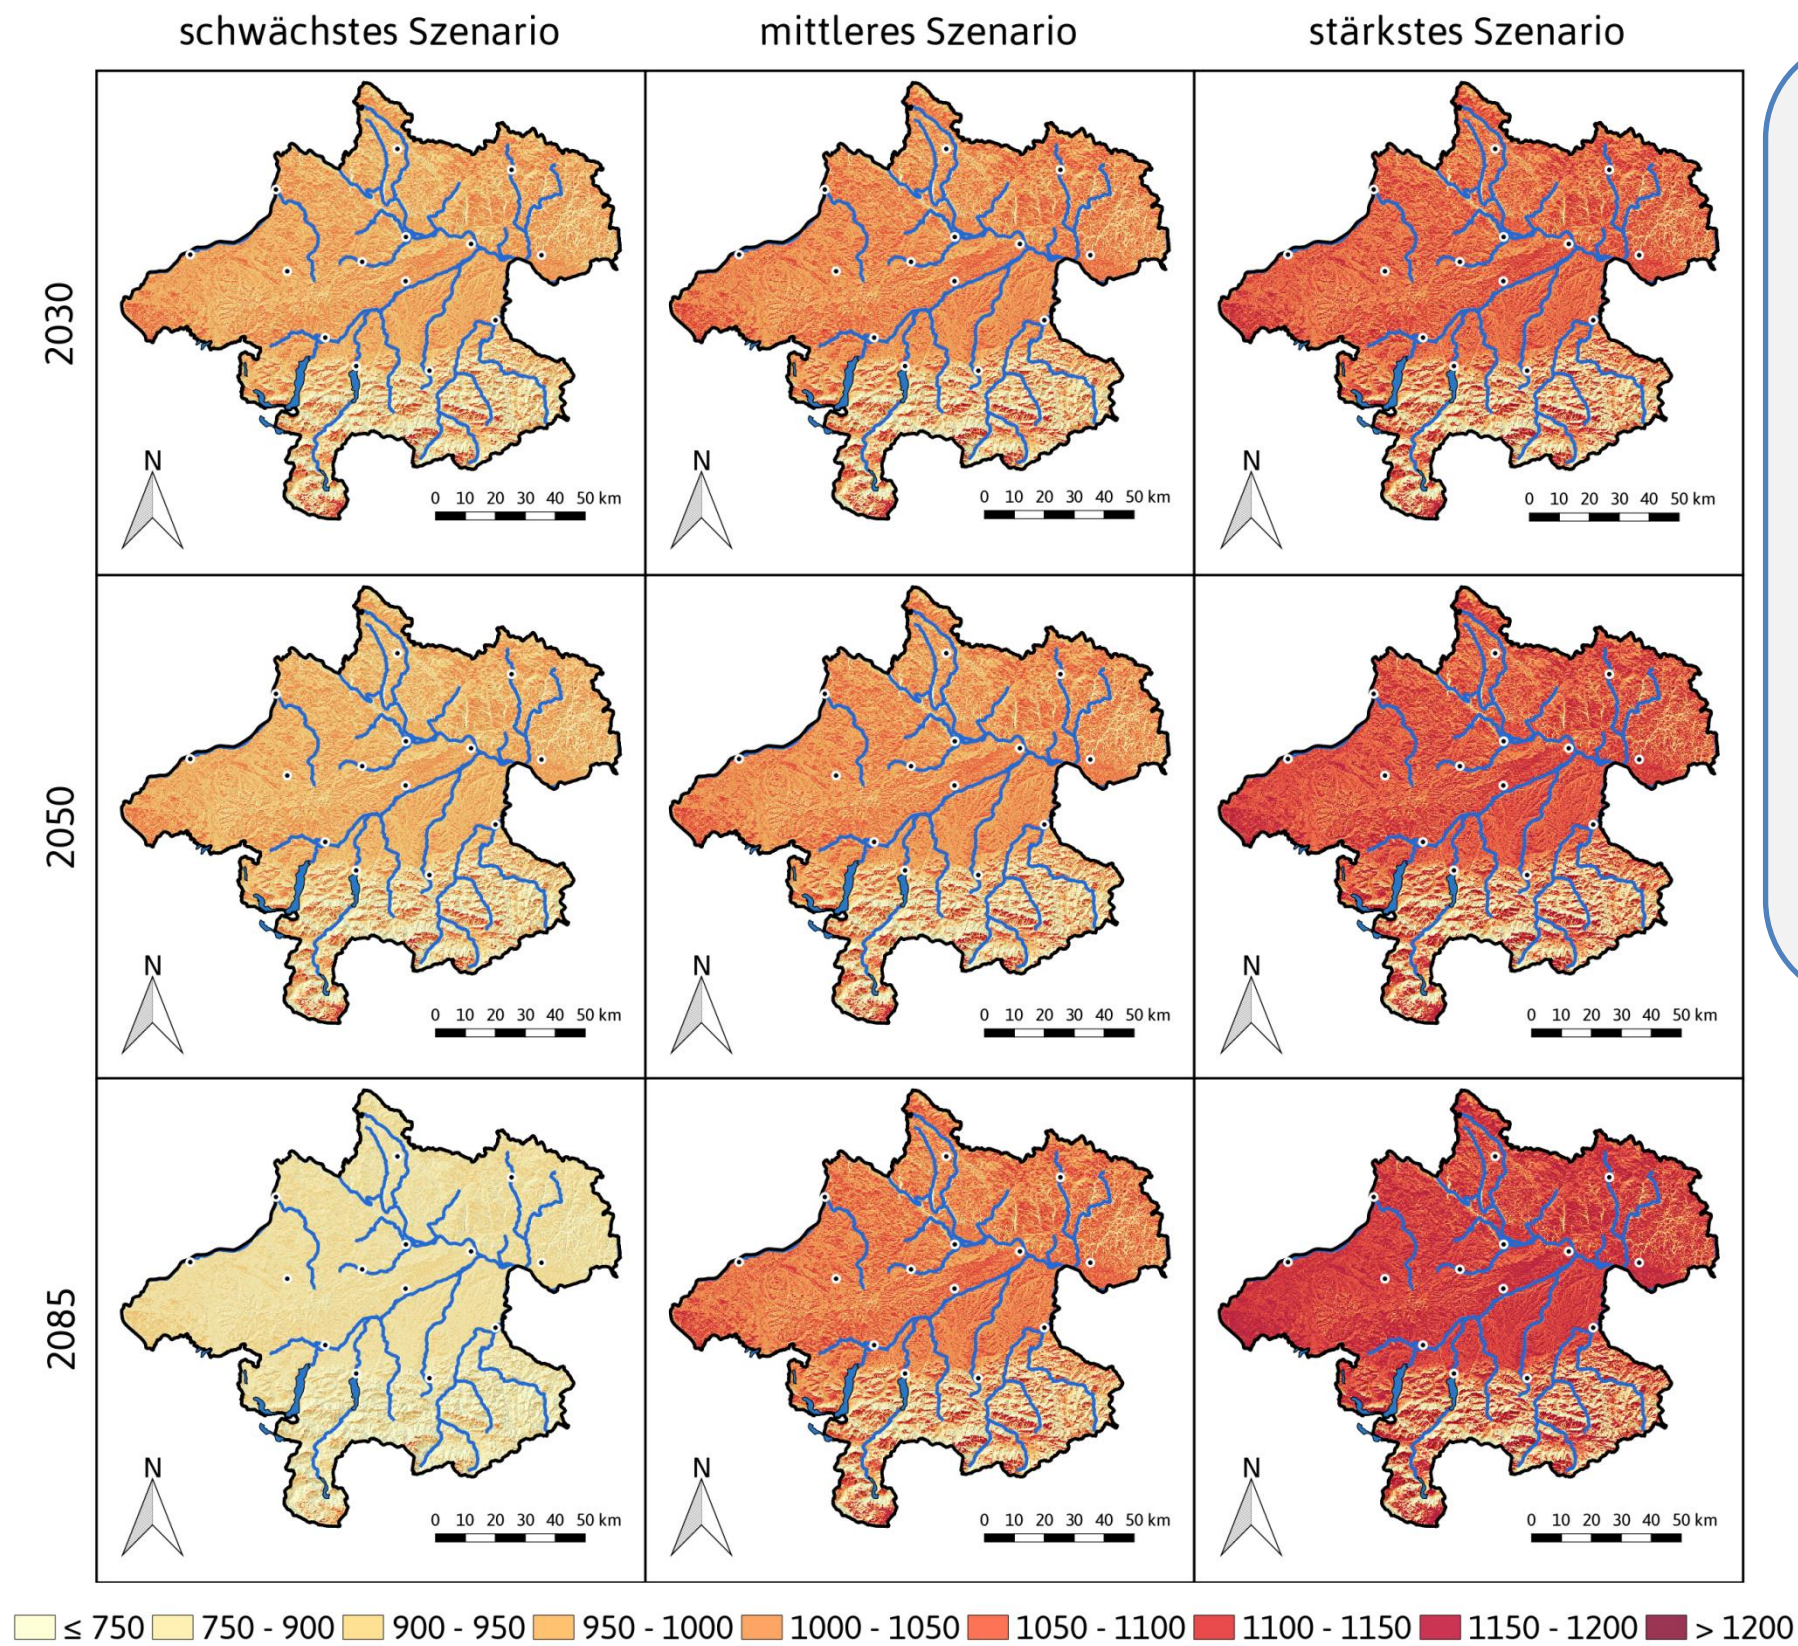 schwächstes Szenario mittleres Szenario stärkstes Szenario
2030
N N N
0 10 20 30 40 50 km 0 10 20 30 40 50 km 0 10 20 30 40 50 km
2050
N N N
0 10 20 30 40 50 km 0 10 20 30 40 50 km 0 10 20 30 40 50 km
2085
N N N
0 10 20 30 40 50 km 0 10 20 30 40 50 km 0 10 20 30 40 50 km
≤ 750 750 - 900 900 - 950 950 - 1000 1000 - 1050 1050 - 1100 1100 - 1150 1150 - 1200 > 1200